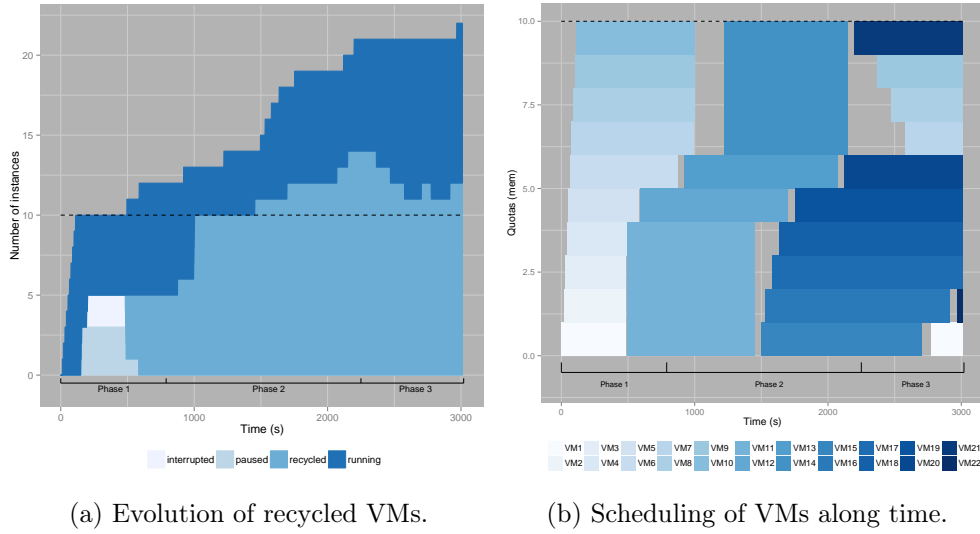 20
15
10
5
0
Number of instances
Phase 1 Phase 2 Phase 3
0 1000 2000 3000
Time (s)
interrupted paused recycled running
(a) Evolution of recycled VMs.
10.0
7.5
5.0
2.5
0.0
Quotas (mem)
Phase 1 Phase 2 Phase 3
0 1000 2000 3000
Time (s)
VM1 VM3 VM5 VM7 VM9 VM11 VM13 VM15 VM17 VM19 VM21
VM2 VM4 VM6 VM8 VM10 VM12 VM14 VM16 VM18 VM20 VM22
(b) Scheduling of VMs along time.